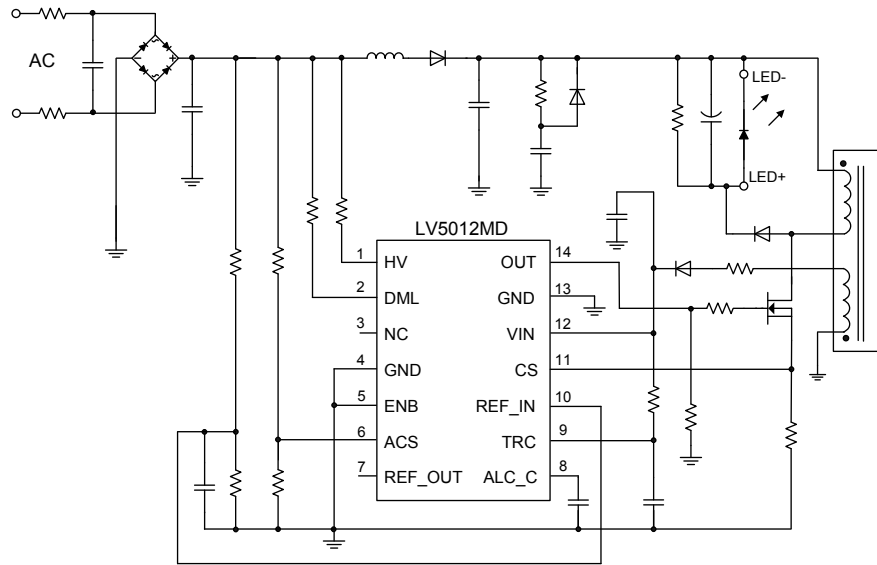 AC
LED-
LED+
LV5012MD
1 HV OUT 14
2 DML GND 13
3 NC VIN 12
4 GND CS 11
5 ENB REF_IN 10
6 ACS TRC 9
7 REF_OUT ALC_C 8